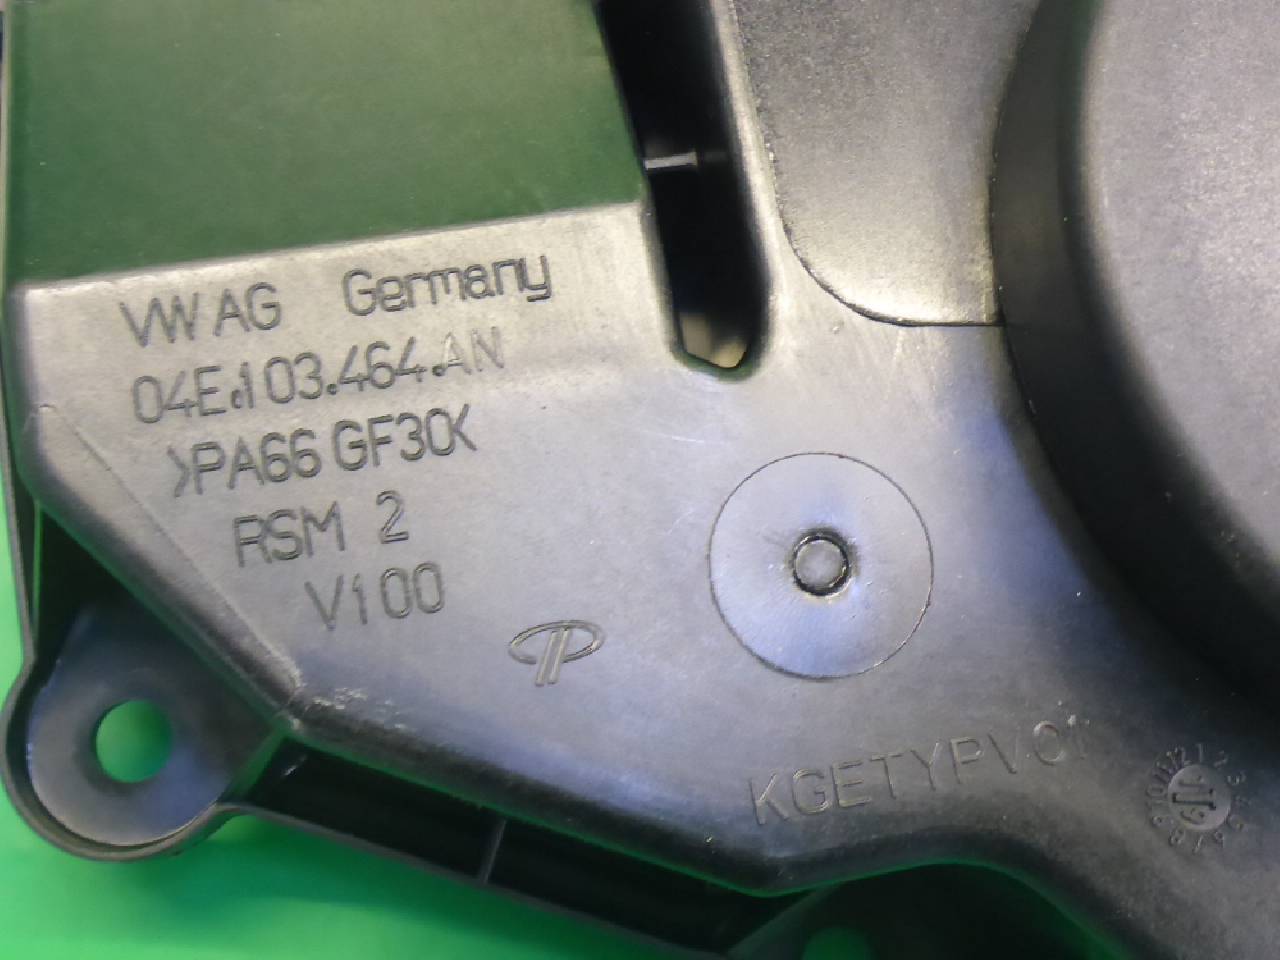 VW AG Germany
04E.103.464.AN
>PA66 GF30<
RSM 2
V100
KGETYPV01